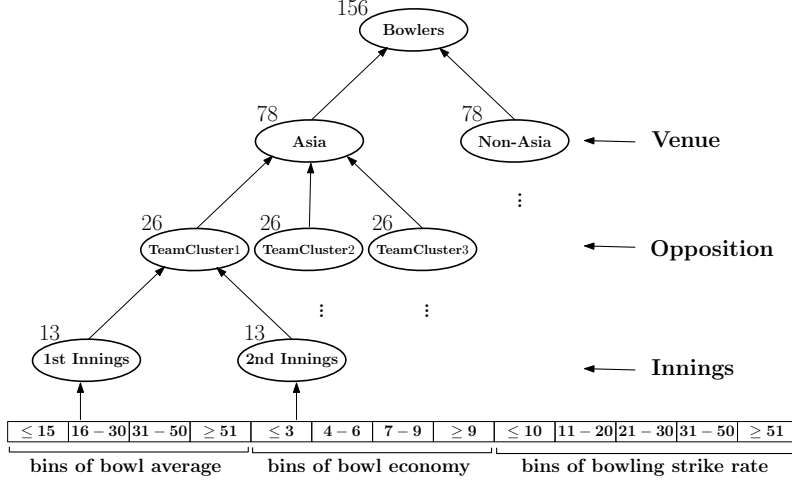 156
Bowlers
78
Asia
78
Non-Asia
Venue
26
TeamCluster1
26
TeamCluster2
26
TeamCluster3
Opposition
13
1st Innings
13
2nd Innings
Innings
≤ 15 16 − 30 31 − 50 ≥ 51 ≤ 3 4 − 6 7 − 9 ≥ 9 ≤ 10 11 − 20 21 − 30 31 − 50 ≥ 51
bins of bowl average bins of bowl economy bins of bowling strike rate